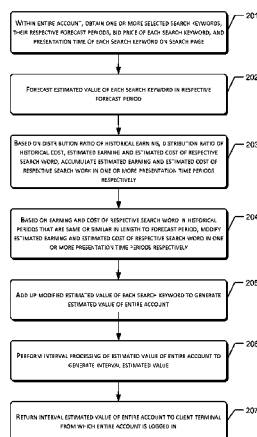 WITHIN ENTIRE ACCOUNT, OBTAIN ONE OR MORE SELECTED SEARCH KEYWORDS,
THEIR RESPECTIVE FORECAST PERIODS, BID PRICE OF EACH SEARCH KEYWORD, AND
PRESENTATION TIME OF EACH SEARCH KEYWORD ON SEARCH PAGE
201
FORECAST ESTIMATED VALUE OF EACH SEARCH KEYWORD IN RESPECTIVE
FORECAST PERIOD
202
BASED ON DISTRIBUTION RATIO OF HISTORICAL EARNING, DISTRIBUTION RATIO OF
HISTORICAL COST, ESTIMATED EARNING AND ESTIMATED COST OF RESPECTIVE
SEARCH WORD, ACCUMULATE ESTIMATED EARNING AND ESTIMATED COST OF
RESPECTIVE SEARCH WORK IN ONE OR MORE PRESENTATION TIME PERIODS
RESPECTIVELY
203
BASED ON EARNING AND COST OF RESPECTIVE SEARCH WORD IN HISTORICAL
PERIODS THAT ARE SAME OR SIMILAR IN LENGTH TO FORECAST PERIOD, MODIFY
ESTIMATED EARNING AND ESTIMATED COST OF RESPECTIVE SEARCH WORD IN ONE
OR MORE PRESENTATION TIME PERIODS RESPECTIVELY
204
ADD UP MODIFIED ESTIMATED VALUE OF EACH SEARCH KEYWORD TO GENERATE
ESTIMATED VALUE OF ENTIRE ACCOUNT
205
PERFORM INTERVAL PROCESSING OF ESTIMATED VALUE OF ENTIRE ACCOUNT TO
GENERATE INTERVAL ESTIMATED VALUE
206
RETURN INTERVAL ESTIMATED VALUE OF ENTIRE ACCOUNT TO CLIENT TERMINAL
FROM WHICH ENTIRE ACCOUNT IS LOGGED IN
207